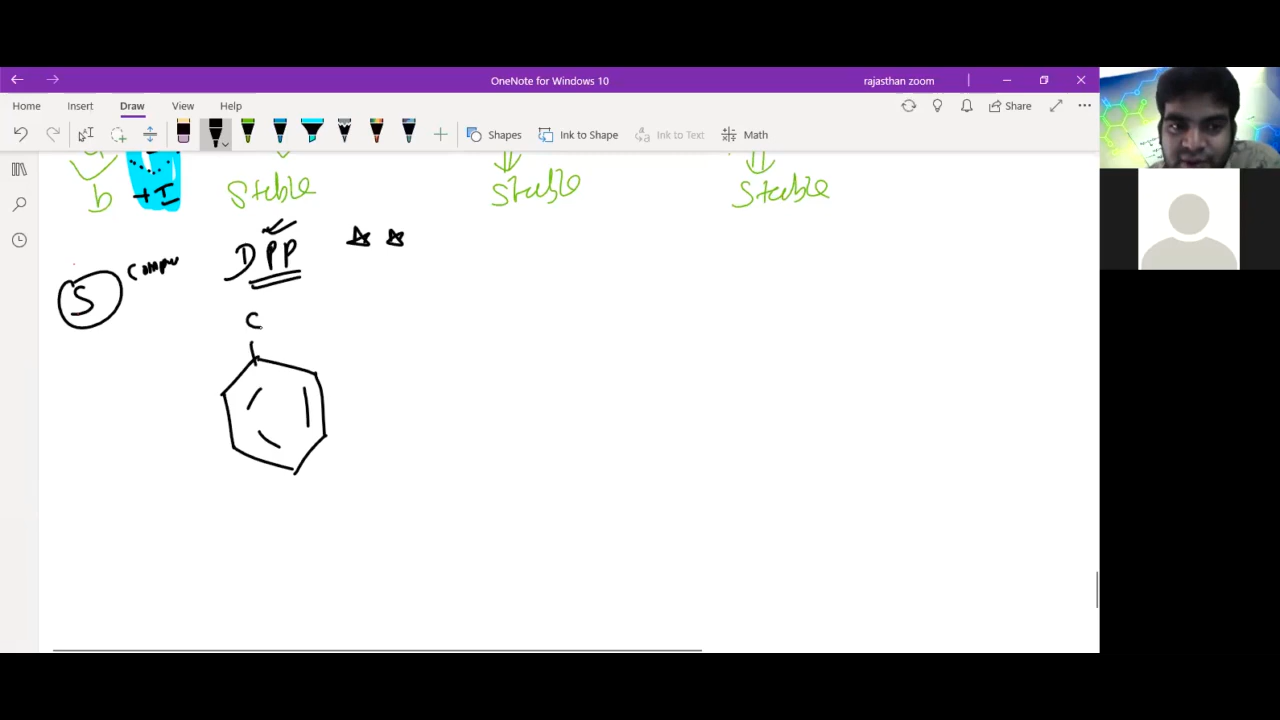 OneNote for Windows 10
rajasthan zoom
Home Insert Draw View Help
Share
Shapes
Ink to Shape
Ink to Text
Math
b
+I
Stable
Stable
Stable
DPP
S
C